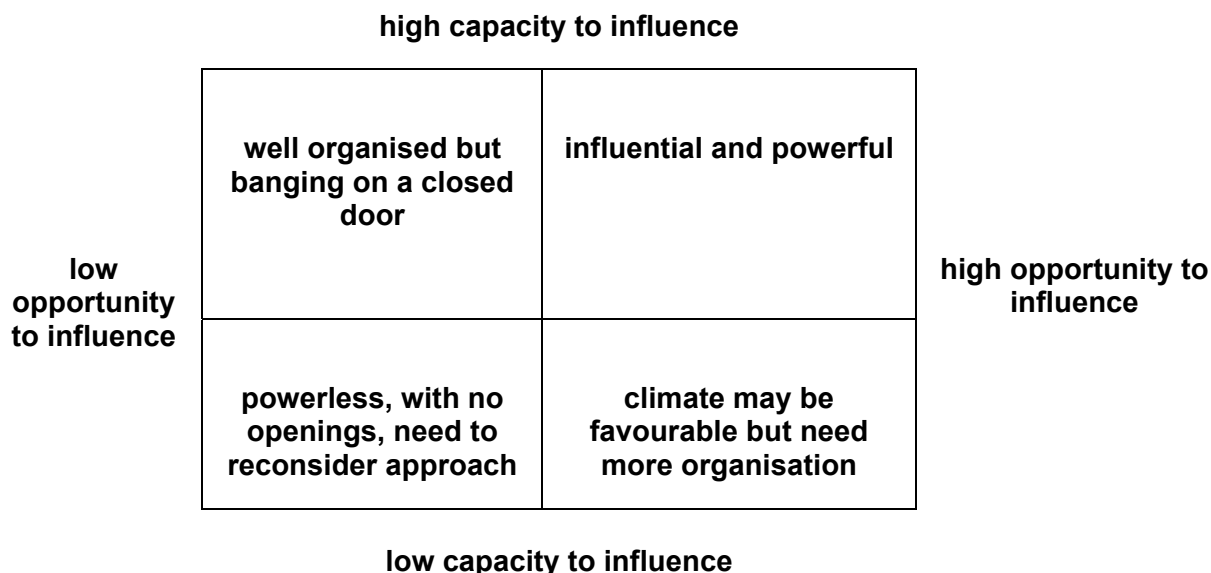 high capacity to influence
well organised but
banging on a closed
door
influential and powerful
low
opportunity
to influence
high opportunity to
influence
powerless, with no
openings, need to
reconsider approach
climate may be
favourable but need
more organisation
low capacity to influence